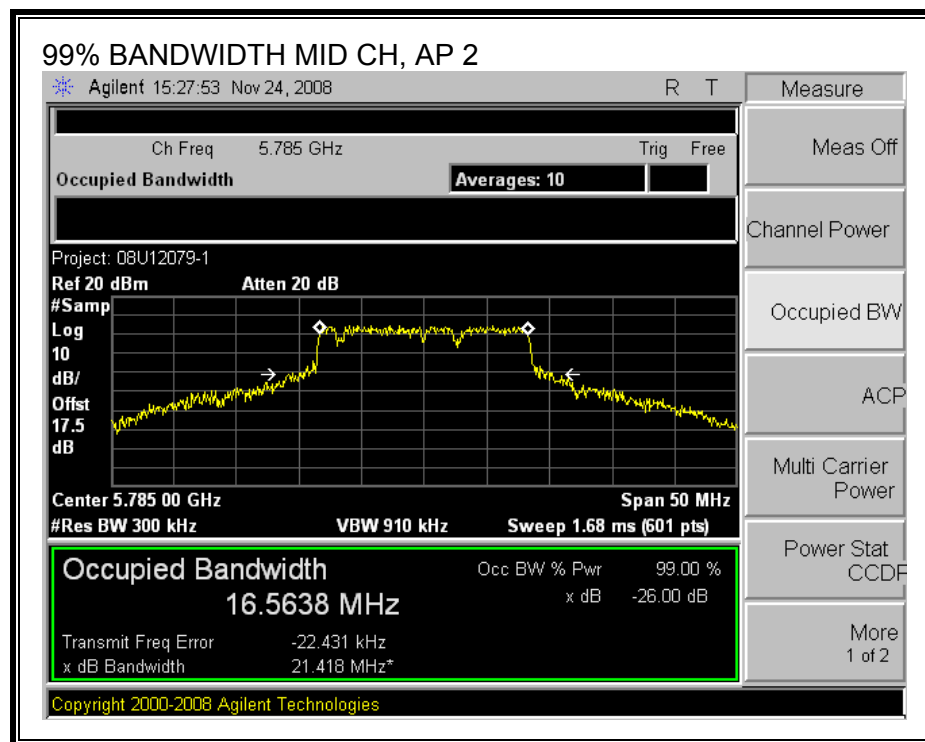 99% BANDWIDTH MID CH, AP 2
Agilent 15:27:53 Nov 24, 2008 R T
Measure
Ch Freq 5.785 GHz Trig Free
Meas Off
Occupied Bandwidth Averages: 10
Channel Power
Project: 08U12079-1
Ref 20 dBm Atten 20 dB
#Samp
Log
10
dB/
Offst
17.5
dB
Occupied BW
ACP
Multi Carrier
Power
Center 5.785 00 GHz Span 50 MHz
#Res BW 300 kHz VBW 910 kHz Sweep 1.68 ms (601 pts)
Power Stat
CCDF
Occupied Bandwidth Occ BW % Pwr 99.00 %
16.5638 MHz x dB -26.00 dB
Transmit Freq Error -22.431 kHz
x dB Bandwidth 21.418 MHz*
More
1 of 2
Copyright 2000-2008 Agilent Technologies